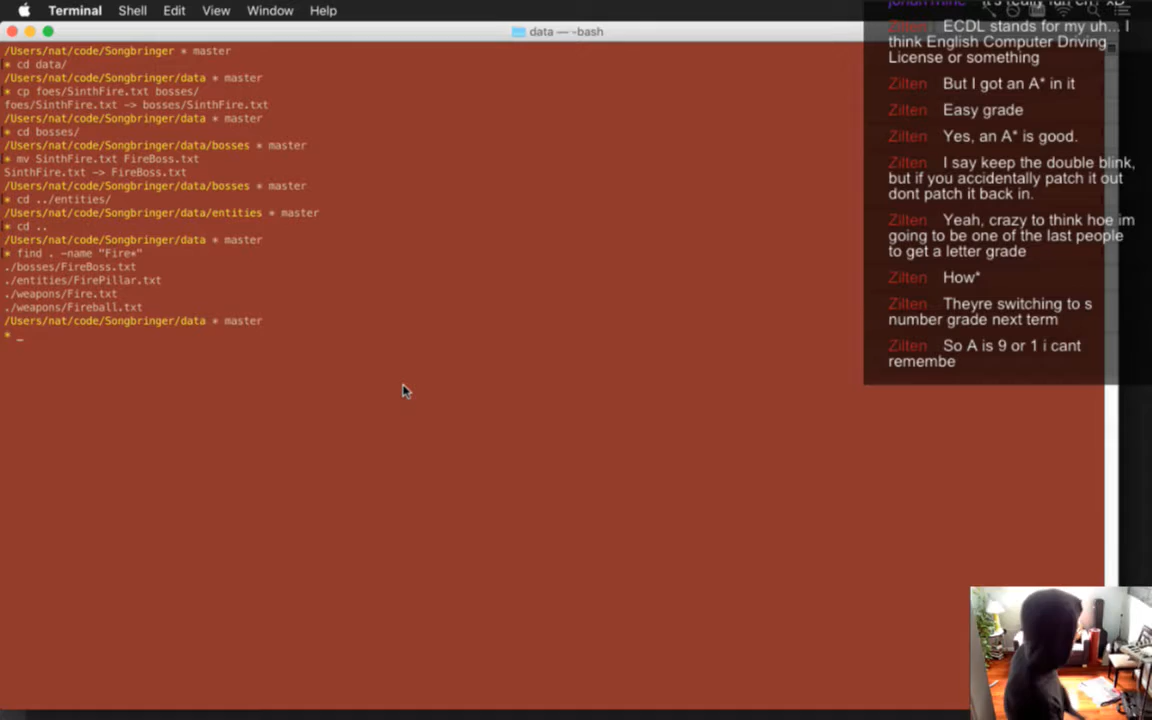 Terminal Shell Edit View Window Help
data — -bash
/Users/nat/code/Songbringer * master
* cd data/
/Users/nat/code/Songbringer/data * master
* cp foes/SinthFire.txt bosses/
foes/SinthFire.txt -> bosses/SinthFire.txt
/Users/nat/code/Songbringer/data * master
* cd bosses/
/Users/nat/code/Songbringer/data/bosses * master
* mv SinthFire.txt FireBoss.txt
SinthFire.txt -> FireBoss.txt
/Users/nat/code/Songbringer/data/bosses * master
* cd ../entities/
/Users/nat/code/Songbringer/data/entities * master
* cd ..
/Users/nat/code/Songbringer/data * master
* find . -name "Fire*"
./bosses/FireBoss.txt
./entities/FirePillar.txt
./weapons/Fire.txt
./weapons/Fireball.txt
/Users/nat/code/Songbringer/data * master
* _
Zilten ECDL stands for my uh... I
think English Computer Driving
License or something
Zilten But I got an A* in it
Zilten Easy grade
Zilten Yes, an A* is good.
Zilten I say keep the double blink,
but if you accidentally patch it out
dont patch it back in.
Zilten Yeah, crazy to think hoe im
going to be one of the last people
to get a letter grade
Zilten How*
Zilten Theyre switching to s
number grade next term
Zilten So A is 9 or 1 i cant
remembe